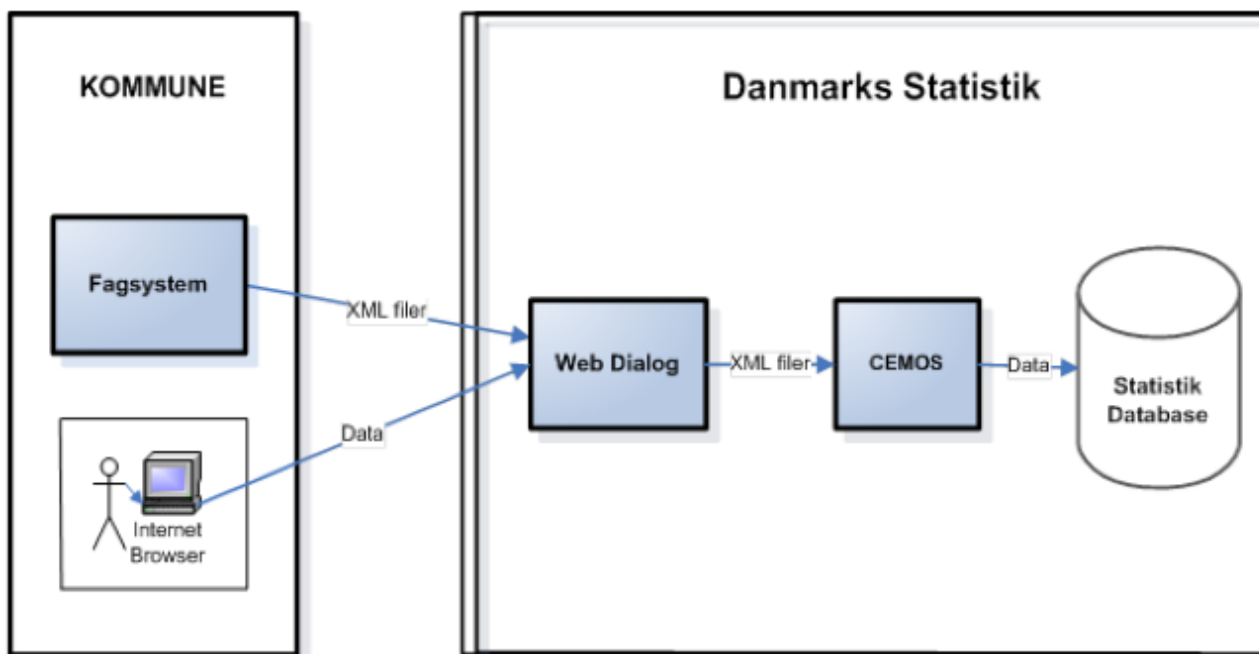 KOMMUNE
Danmarks Statistik
Fagsystem
XML filer
Web Dialog
XML filer
CEMOS
Data
Statistik
Database
Data
Internet
Browser